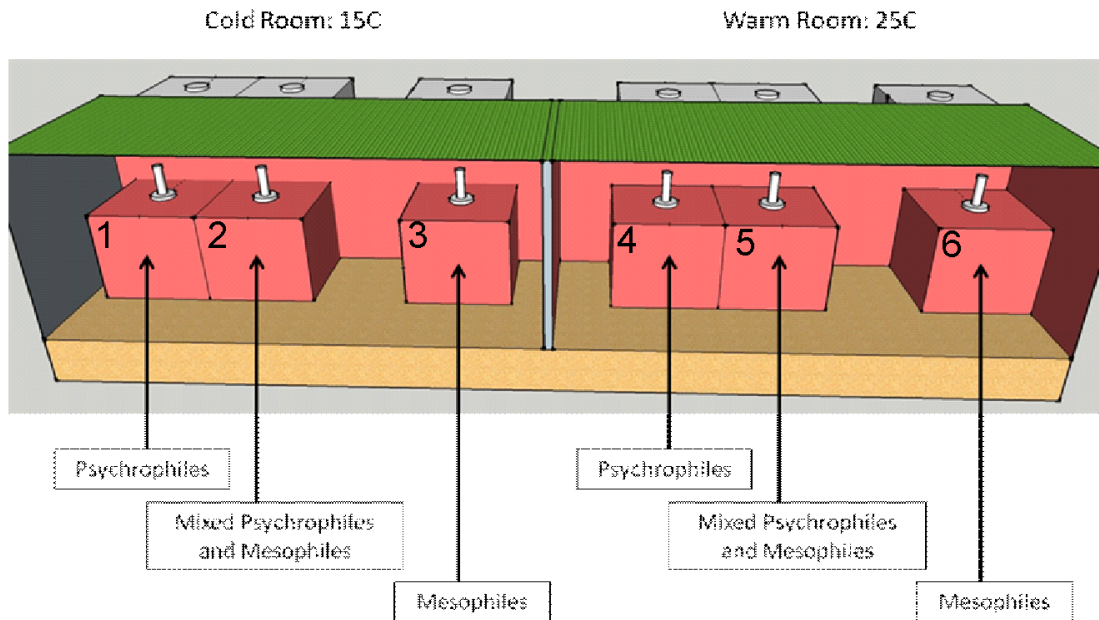 Cold Room: 15C
Warm Room: 25C
1
2
3
4
5
6
Psychrophiles
Psychrophiles
Mixed Psychrophiles
and Mesophiles
Mixed Psychrophiles
and Mesophiles
Mesophiles
Mesophiles